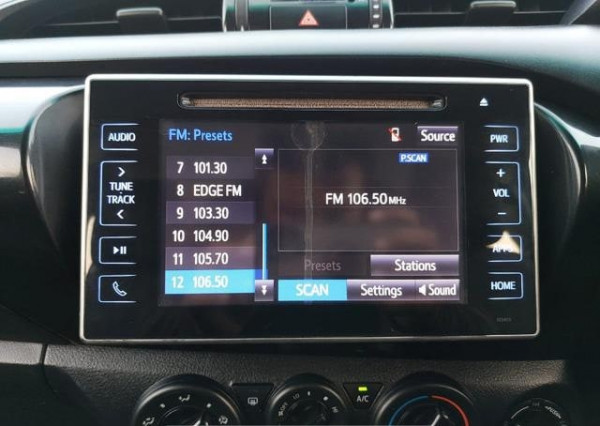 AUDIO
TUNE
TRACK
FM: Presets
Source
P.SCAN
7 101.30
8 EDGE FM
9 103.30
10 104.90
11 105.70
12 106.50
FM 106.50 MHz
Presets
Stations
SCAN
Settings
Sound
PWR
+
VOL
-
HOME
A/C